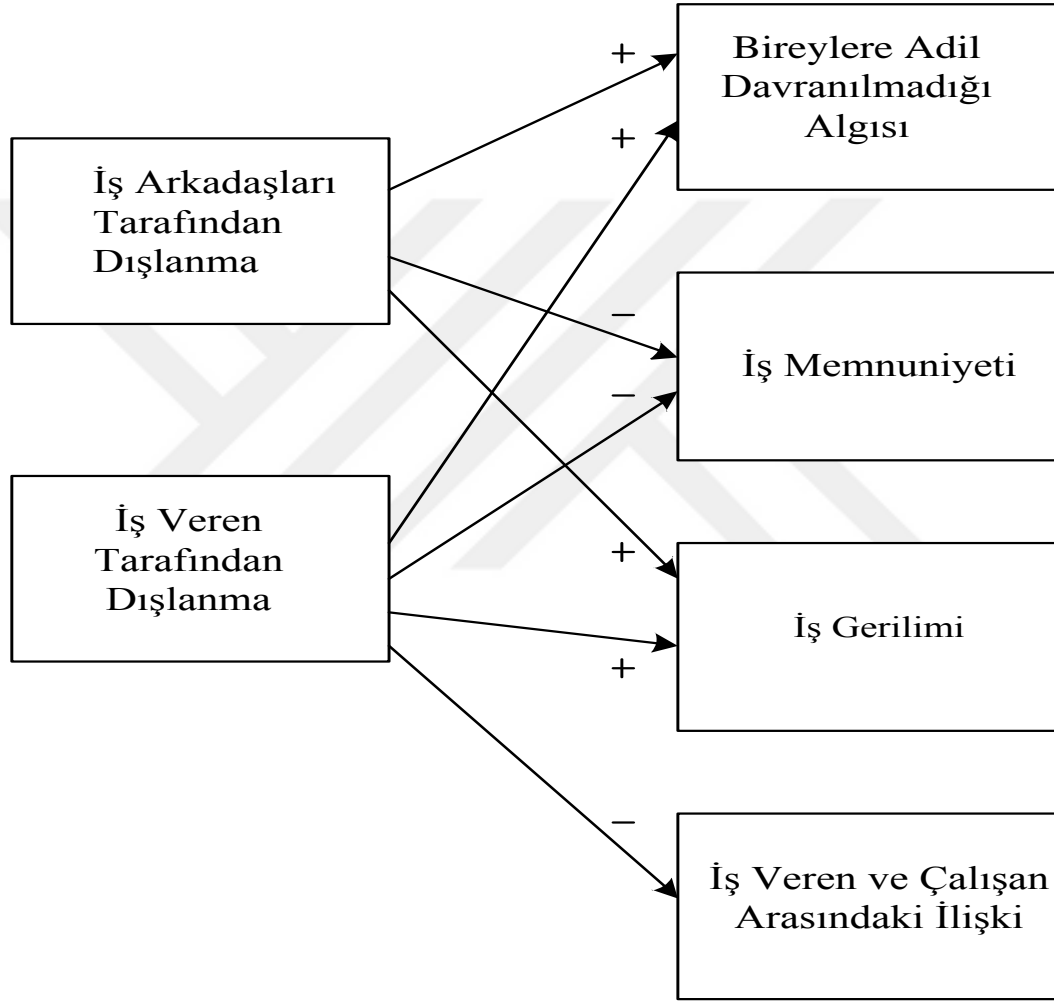 Bireylere Adil
Davranılmadığı
Algısı
+
+
İş Arkadaşları
Tarafından
Dışlanma
−
İş Memnuniyeti
−
İş Veren
Tarafından
Dışlanma
+
İş Gerilimi
+
−
İş Veren ve Çalışan
Arasındaki İlişki